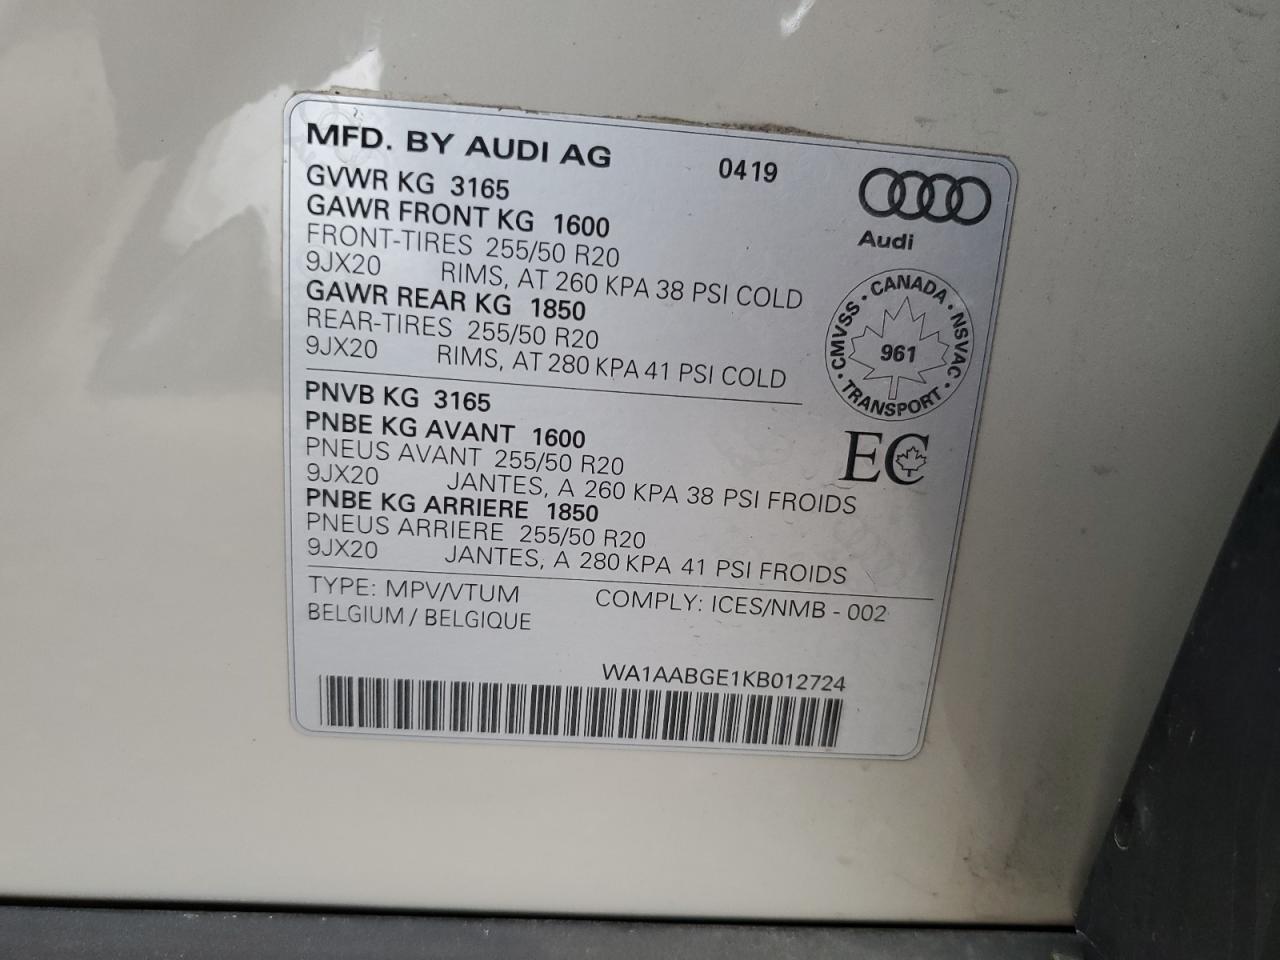 MFD. BY AUDI AG 0419
GVWR KG 3165
GAWR FRONT KG 1600
FRONT-TIRES 255/50 R20
9JX20 RIMS, AT 260 KPA 38 PSI COLD
GAWR REAR KG 1850
REAR-TIRES 255/50 R20
9JX20 RIMS, AT 280 KPA 41 PSI COLD
Audi
CMVSS · CANADA · NSVAC · TRANSPORT ·
961
PNVB KG 3165
PNBE KG AVANT 1600
PNEUS AVANT 255/50 R20
9JX20 JANTES, A 260 KPA 38 PSI FROIDS
PNBE KG ARRIERE 1850
PNEUS ARRIERE 255/50 R20
9JX20 JANTES, A 280 KPA 41 PSI FROIDS
EC
TYPE: MPV/VTUM COMPLY: ICES/NMB - 002
BELGIUM / BELGIQUE
WA1AABGE1KB012724